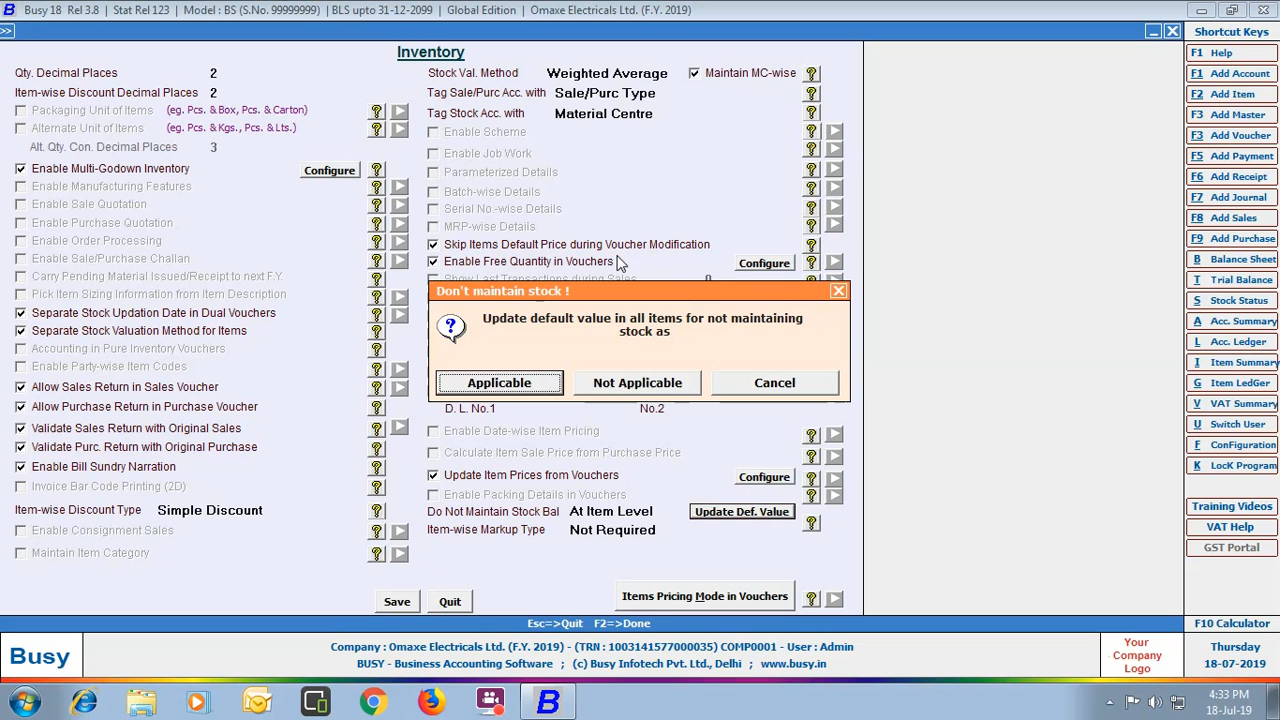 Busy 18 Rel 3.8 | Stat Rel 123 | Model : BS (S.No. 99999999) | BLS upto 31-12-2099 | Global Edition | Omaxe Electricals Ltd. (F.Y. 2019)
>>
Inventory
Qty. Decimal Places 2
Item-wise Discount Decimal Places 2
Packaging Unit of Items (eg. Pcs. & Box, Pcs. & Carton)
Alternate Unit of Items (eg. Pcs. & Kgs., Pcs. & Lts.)
Alt. Qty. Con. Decimal Places 3
Enable Multi-Godown Inventory Configure
Enable Manufacturing Features
Enable Sale Quotation
Enable Purchase Quotation
Enable Order Processing
Enable Sale/Purchase Challan
Carry Pending Material Issued/Receipt to next F.Y.
Pick Item Sizing Information from Item Description
Separate Stock Updation Date in Dual Vouchers
Separate Stock Valuation Method for Items
Accounting in Pure Inventory Vouchers
Enable Party-wise Item Codes
Allow Sales Return in Sales Voucher
Allow Purchase Return in Purchase Voucher
Validate Sales Return with Original Sales
Validate Purc. Return with Original Purchase
Enable Bill Sundry Narration
Invoice Bar Code Printing (2D)
Item-wise Discount Type Simple Discount
Enable Consignment Sales
Maintain Item Category
Save Quit
Stock Val. Method Weighted Average Maintain MC-wise
Tag Sale/Purc Acc. with Sale/Purc Type
Tag Stock Acc. with Material Centre
Enable Scheme
Enable Job Work
Parameterized Details
Batch-wise Details
Serial No.-wise Details
MRP-wise Details
Skip Items Default Price during Voucher Modification
Enable Free Quantity in Vouchers Configure
Show Last Transactions during Sales 0
Don't maintain stock !
Update default value in all items for not maintaining
stock as
Applicable Not Applicable Cancel
D. L. No.1 No.2
Enable Date-wise Item Pricing
Calculate Item Sale Price from Purchase Price
Update Item Prices from Vouchers Configure
Enable Packing Details in Vouchers
Do Not Maintain Stock Bal At Item Level Update Def. Value
Item-wise Markup Type Not Required
Items Pricing Mode in Vouchers
Shortcut Keys
F1 Help
F1 Add Account
F2 Add Item
F3 Add Master
F3 Add Voucher
F5 Add Payment
F6 Add Receipt
F7 Add Journal
F8 Add Sales
F9 Add Purchase
B Balance Sheet
T Trial Balance
S Stock Status
A Acc. Summary
L Acc. Ledger
I Item Summary
G Item LedGer
V VAT Summary
U Switch User
F ConFiguration
K LocK Program
Training Videos
VAT Help
GST Portal
Esc=>Quit F2=>Done
F10 Calculator
Busy
Company : Omaxe Electricals Ltd. (F.Y. 2019) - (TRN : 1003141577000035) COMP0001 - User : Admin
BUSY - Business Accounting Software ; (c) Busy Infotech Pvt. Ltd., Delhi ; www.busy.in
Your
Company
Logo
Thursday
18-07-2019
4:33 PM
18-Jul-19